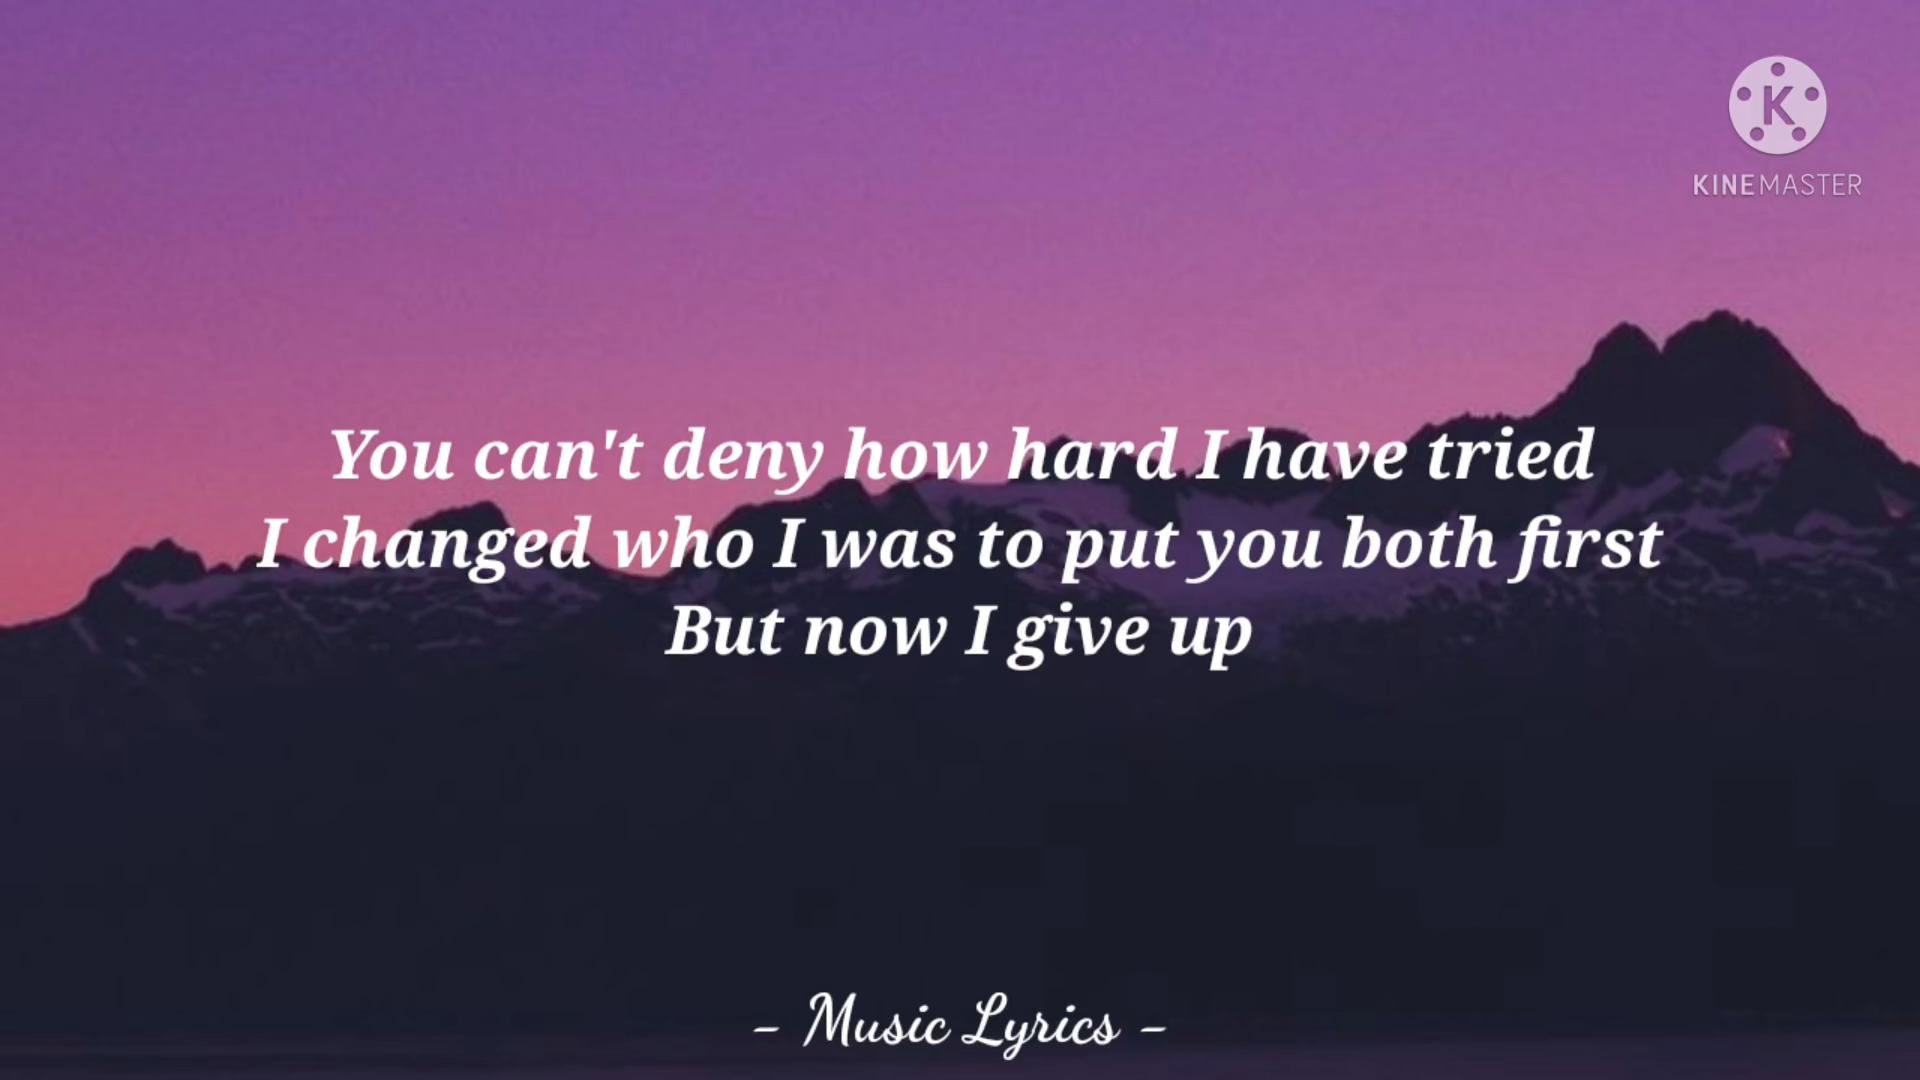 K
KINEMASTER
You can't deny how hard I have tried
I changed who I was to put you both first
But now I give up
- Music Lyrics -